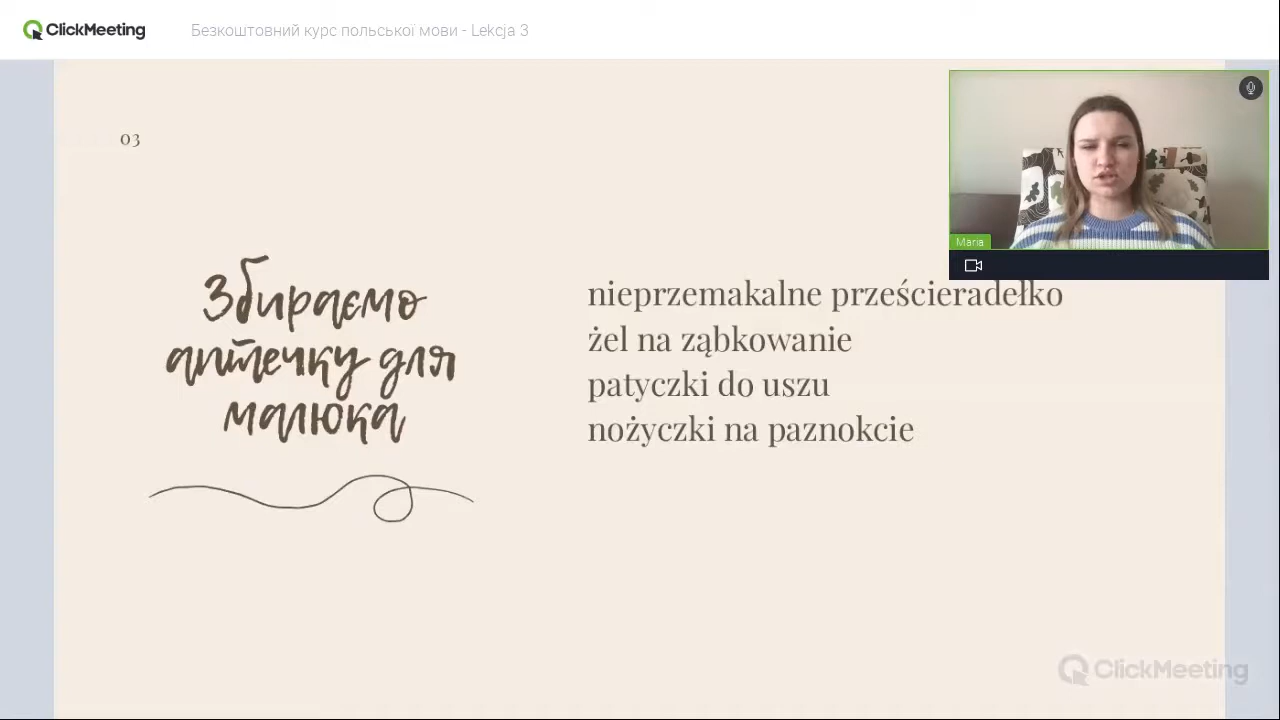 ClickMeeting
Безкоштовний курс польської мови - Lekcja 3
Maria
03
Збираємо
аптечку для
малюка
nieprzemakalne prześcieradełko
żel na ząbkowanie
patyczki do uszu
nożyczki na paznokcie
ClickMeeting